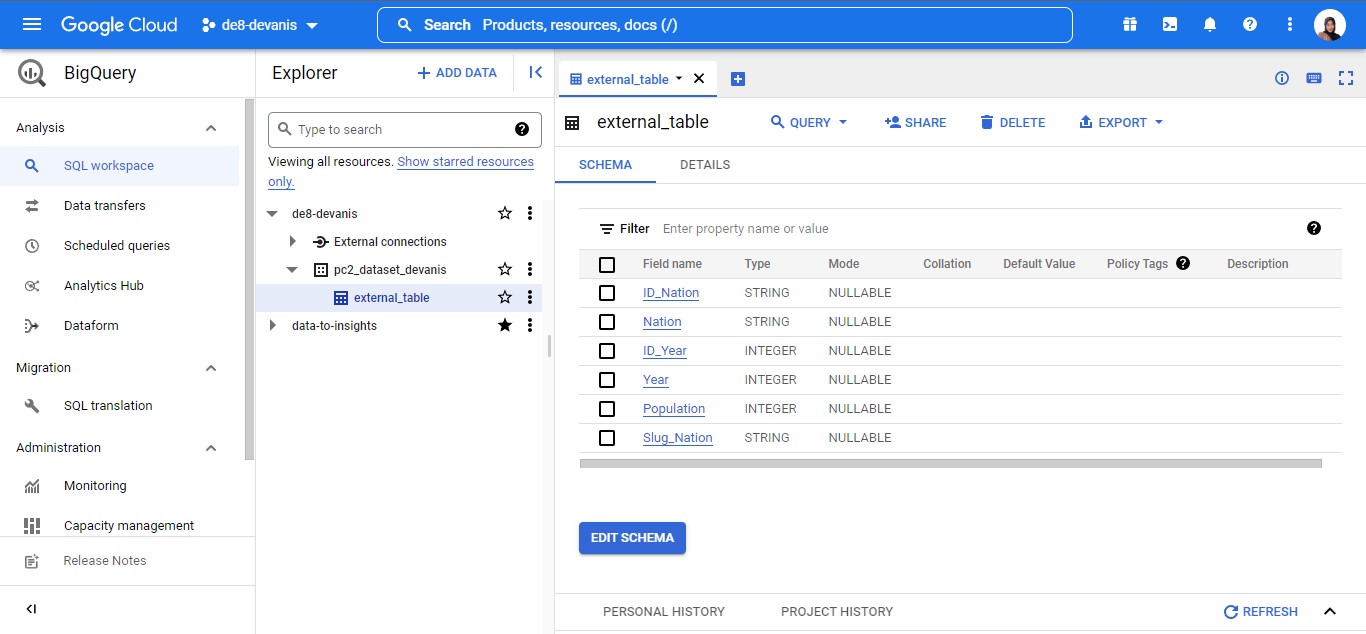 Google Cloud
de8-devanis
Search Products, resources, docs (/)
BigQuery
Analysis
SQL workspace
Data transfers
Scheduled queries
Analytics Hub
Dataform
Migration
SQL translation
Administration
Monitoring
Capacity management
Release Notes
Explorer
+ ADD DATA
Type to search
Viewing all resources. Show starred resources
only.
de8-devanis
External connections
pc2_dataset_devanis
external_table
data-to-insights
external_table
external_table
QUERY
SHARE
DELETE
EXPORT
SCHEMA DETAILS
Filter Enter property name or value
Field name Type Mode Collation Default Value Policy Tags Description
ID_Nation STRING NULLABLE
Nation STRING NULLABLE
ID_Year INTEGER NULLABLE
Year INTEGER NULLABLE
Population INTEGER NULLABLE
Slug_Nation STRING NULLABLE
EDIT SCHEMA
PERSONAL HISTORY PROJECT HISTORY REFRESH